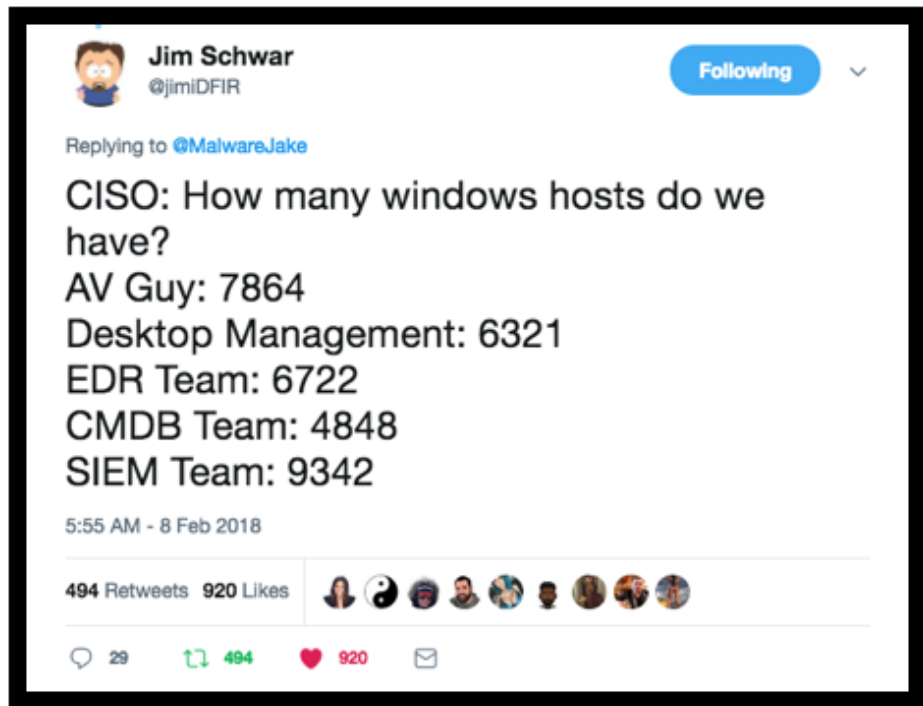 Jim Schwar
@jimiDFIR
Following
Replying to @MalwareJake
CISO: How many windows hosts do we
have?
AV Guy: 7864
Desktop Management: 6321
EDR Team: 6722
CMDB Team: 4848
SIEM Team: 9342
5:55 AM - 8 Feb 2018
494 Retweets 920 Likes
29 494 920